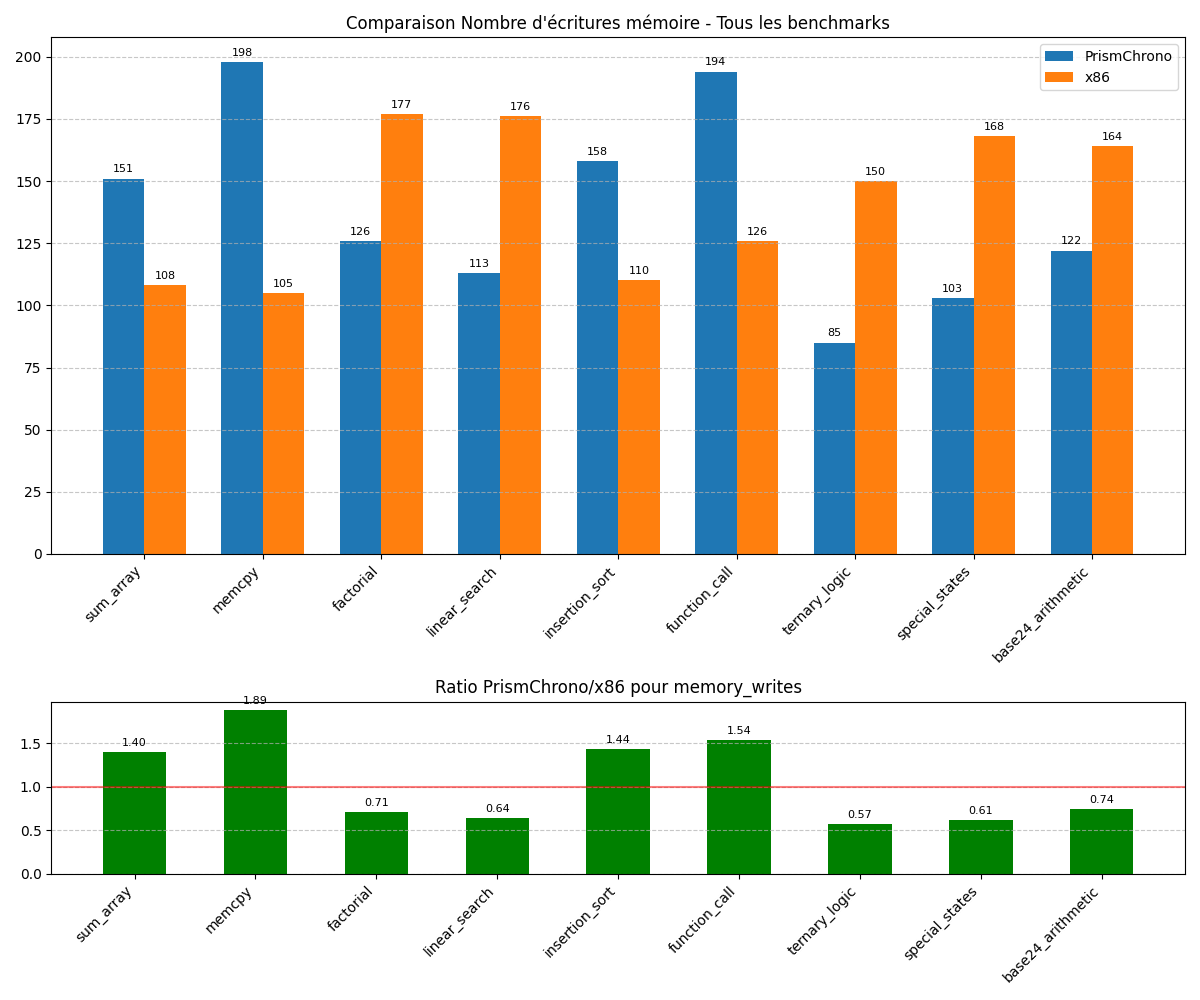 Comparaison Nombre d'écritures mémoire - Tous les benchmarks
PrismChrono
x86
200
175
150
125
100
75
50
25
0
151
108
198
105
126
177
113
176
158
110
194
126
85
150
103
168
122
164
sum_array
memcpy
factorial
linear_search
insertion_sort
function_call
ternary_logic
special_states
base24_arithmetic
Ratio PrismChrono/x86 pour memory_writes
1.5
1.0
0.5
0.0
1.40
1.89
0.71
0.64
1.44
1.54
0.57
0.61
0.74
sum_array
memcpy
factorial
linear_search
insertion_sort
function_call
ternary_logic
special_states
base24_arithmetic